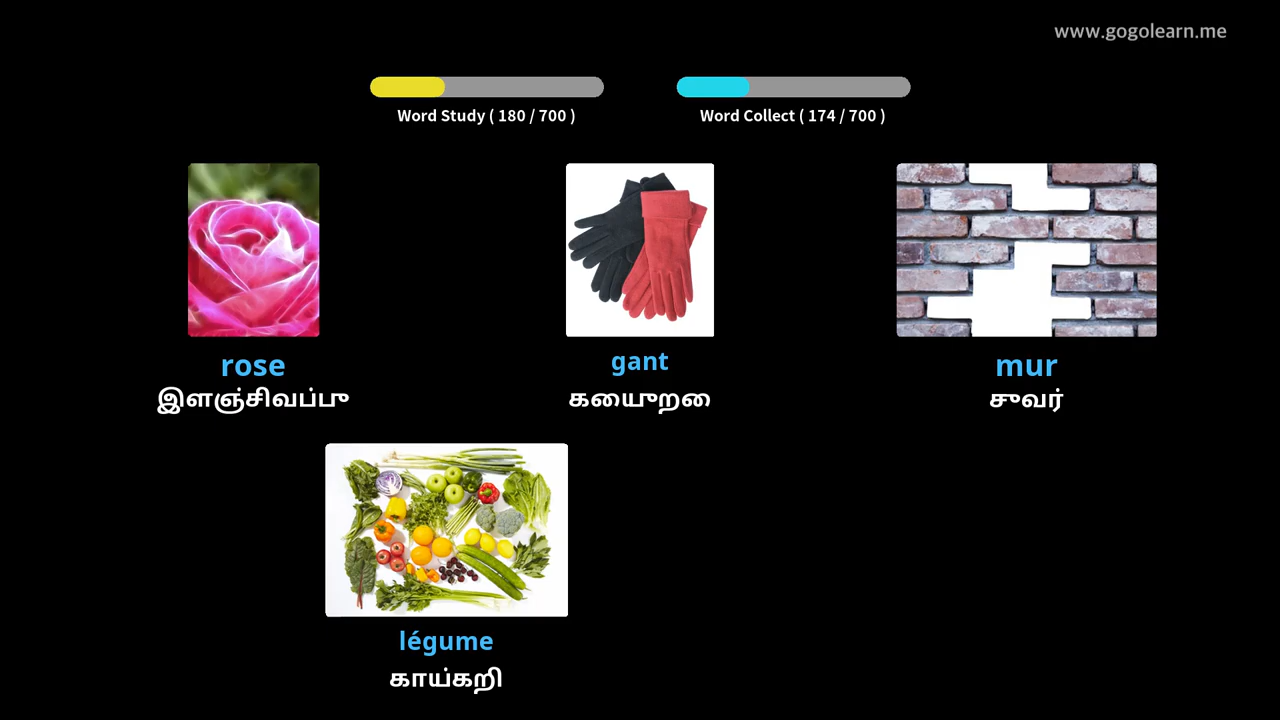 www.gogolearn.me
Word Study ( 180 / 700 )
Word Collect ( 174 / 700 )
rose
இளஞ்சிவப்பு
gant
கையுறை
mur
சுவர்
légume
காய்கறி